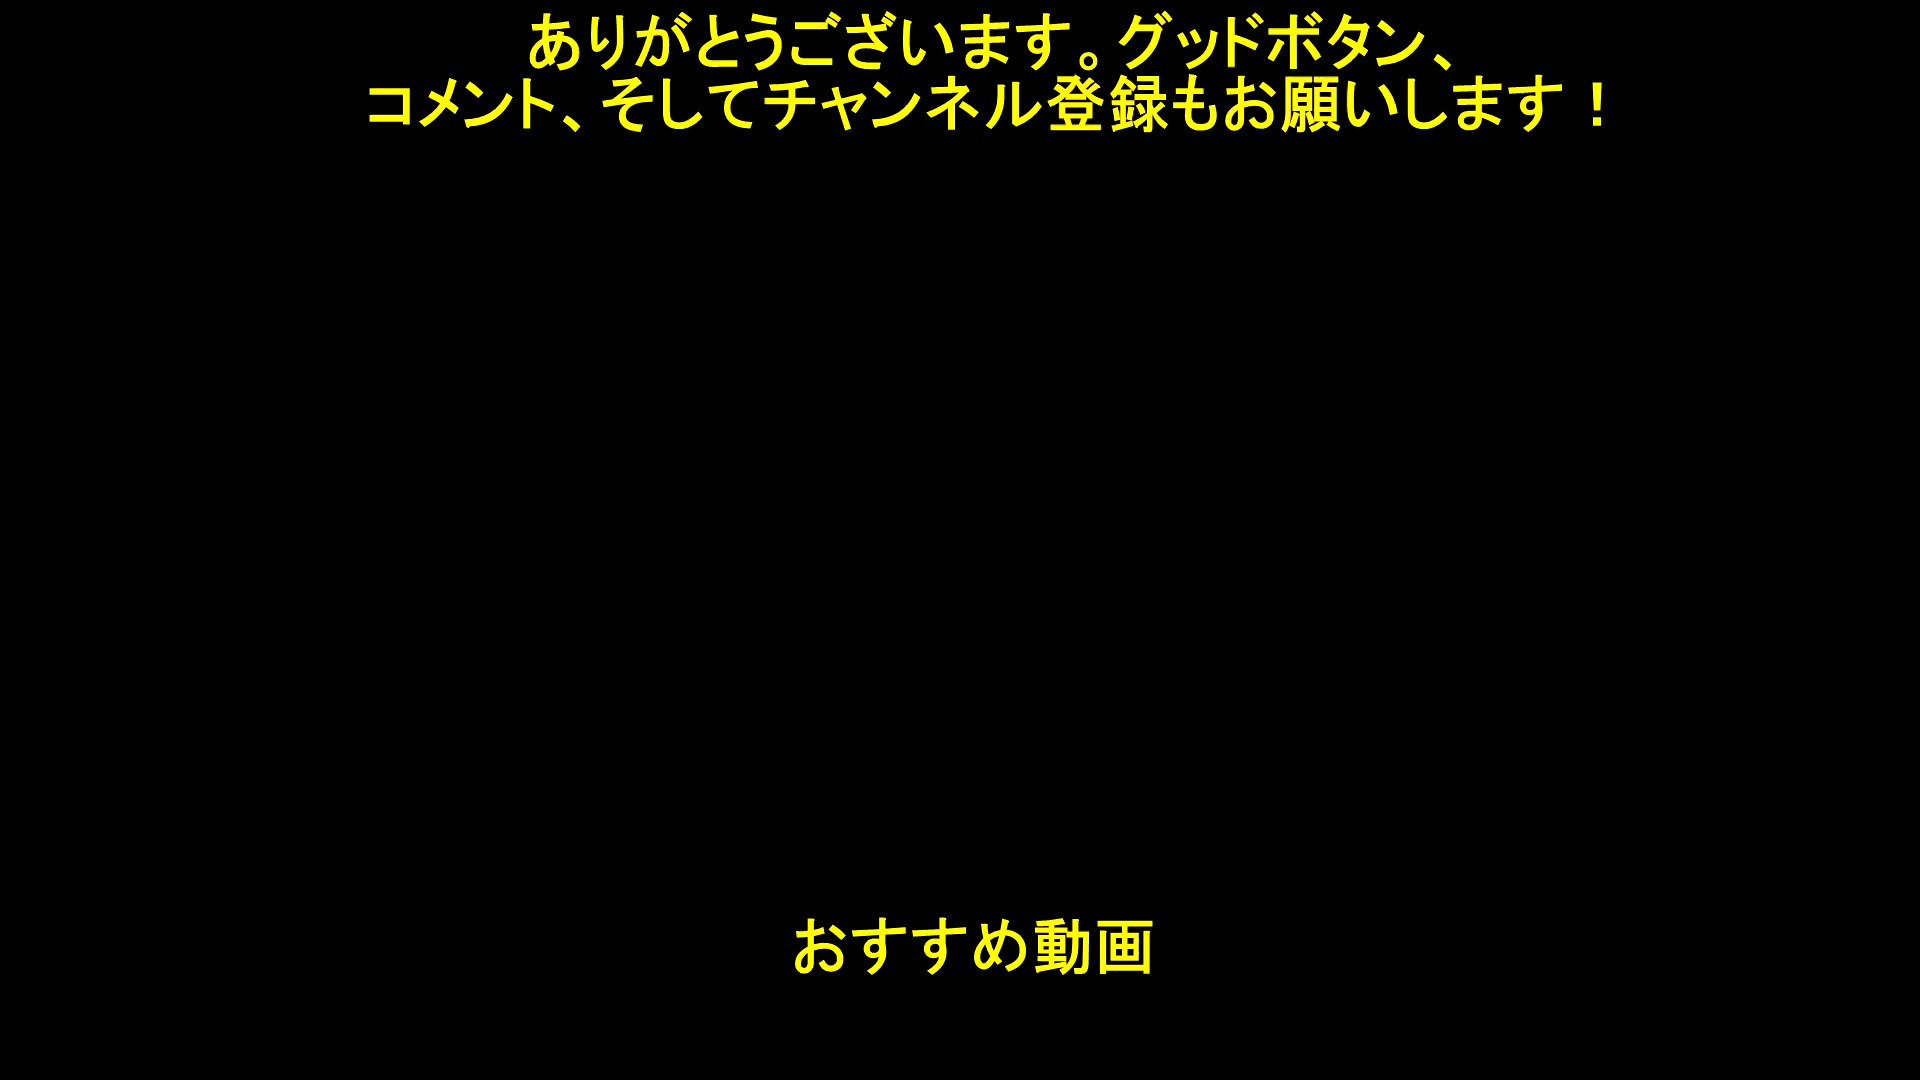 ありがとうございます。グッドボタン、
コメント、そしてチャンネル登録もお願いします！
おすすめ動画